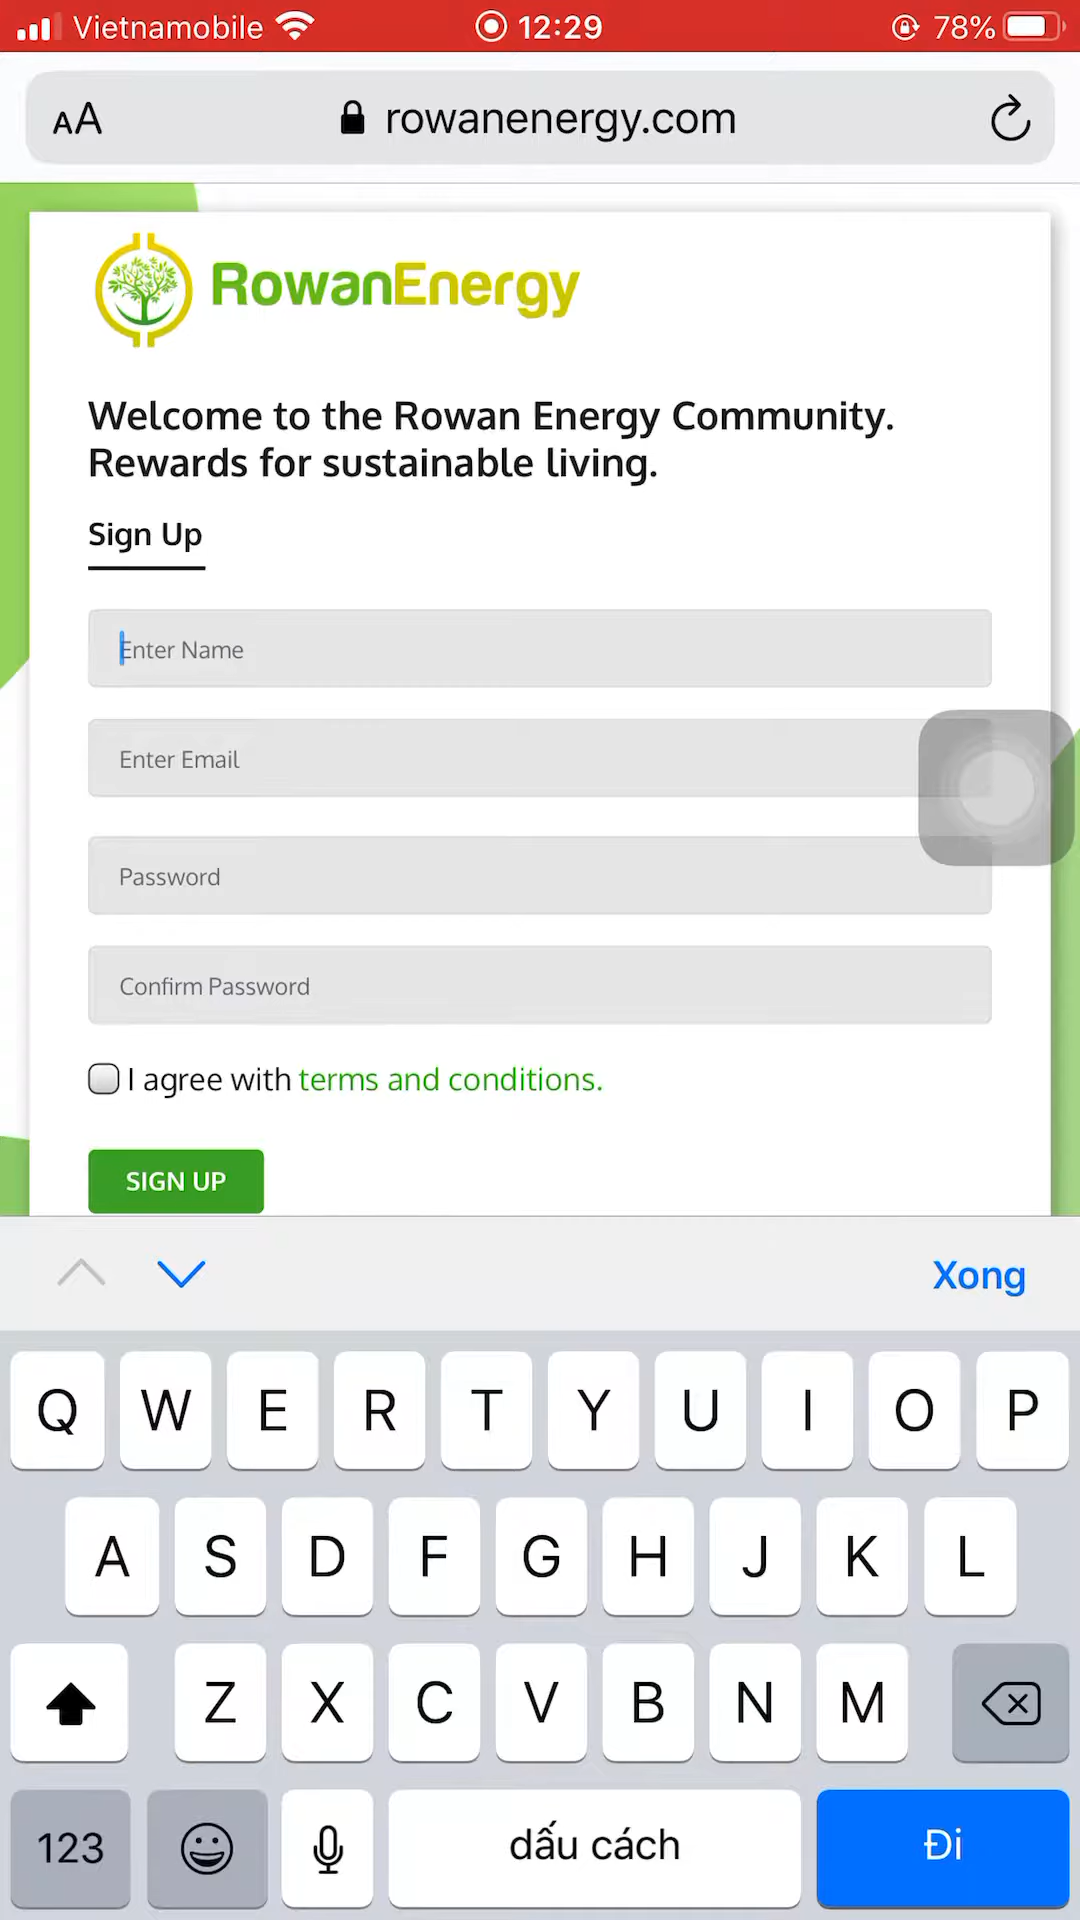 Vietnamobile 12:29 78%
AA rowanenergy.com
RowanEnergy
Welcome to the Rowan Energy Community.
Rewards for sustainable living.
Sign Up
Enter Name
Enter Email
Password
Confirm Password
I agree with terms and conditions.
SIGN UP
Xong
Q W E R T Y U I O P
A S D F G H J K L
Z X C V B N M
123 dấu cách Đi